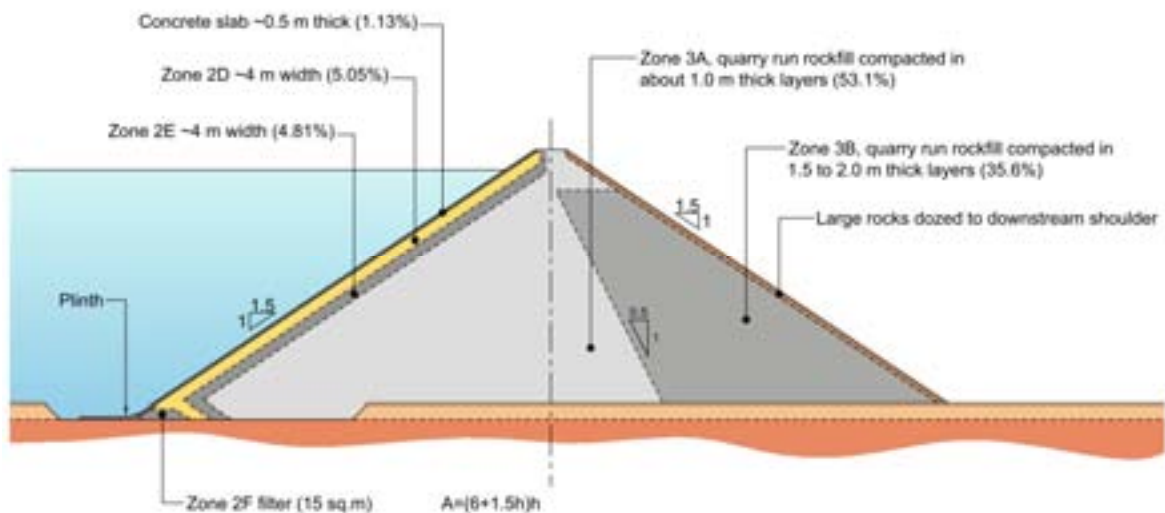 Concrete slab ~0.5 m thick (1.13%)
Zone 2D ~4 m width (5.05%)
Zone 2E ~4 m width (4.81%)
Zone 3A, quarry run rockfill compacted in
about 1.0 m thick layers (53.1%)
Zone 3B, quarry run rockfill compacted in
1.5 to 2.0 m thick layers (35.6%)
1.5
1
Large rocks dozed to downstream shoulder
Plinth
1.5
1
0.5
1
Zone 2F filter (15 sq.m)
A=(6+1.5h)h